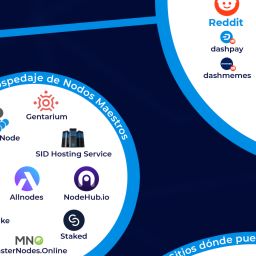 Reddit
dashpay
dashmemes
ospedaje de Nodos Maestros
Gentarium
Node
SID Hosting Service
Allnodes
NodeHub.io
ke
Staked
MN
sterNodes.Online
sitios dónde pue